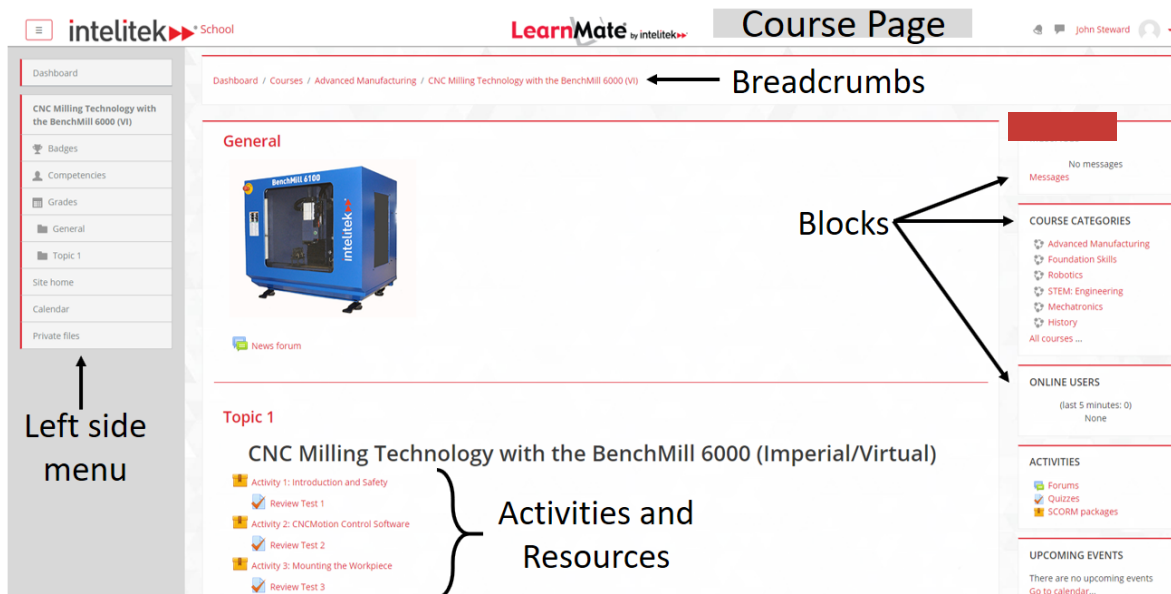 intelitek
School
LearnMate by intelitek
Course Page
John Steward
Dashboard
CNC Milling Technology with
the BenchMill 6000 (VI)
Badges
Competencies
Grades
General
Topic 1
Site home
Calendar
Private files
Left side
menu
Dashboard / Courses / Advanced Manufacturing / CNC Milling Technology with the BenchMill 6000 (VI)
Breadcrumbs
General
BenchMill 6100
intelitek
News forum
Topic 1
CNC Milling Technology with the BenchMill 6000 (Imperial/Virtual)
Activity 1: Introduction and Safety
Review Test 1
Activity 2: CNCMotion Control Software
Review Test 2
Activity 3: Mounting the Workpiece
Review Test 3
Activities and
Resources
Blocks
No messages
Messages
COURSE CATEGORIES
Advanced Manufacturing
Foundation Skills
Robotics
STEM: Engineering
Mechatronics
History
All courses ...
ONLINE USERS
(last 5 minutes: 0)
None
ACTIVITIES
Forums
Quizzes
SCORM packages
UPCOMING EVENTS
There are no upcoming events
Go to calendar...